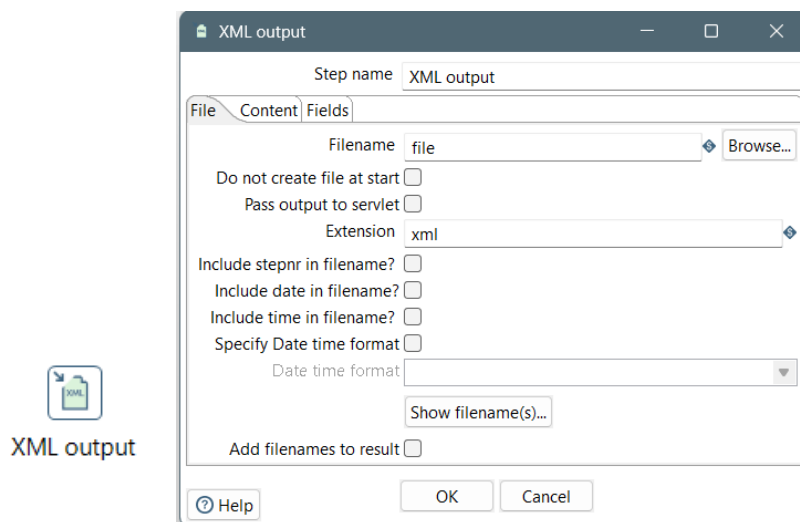 XML output
Step name XML output
File Content Fields
Filename file Browse...
Do not create file at start
Pass output to servlet
Extension xml
Include stepnr in filename?
Include date in filename?
Include time in filename?
Specify Date time format
Date time format
XML
Show filename(s)...
XML output
Add filenames to result
Help OK Cancel